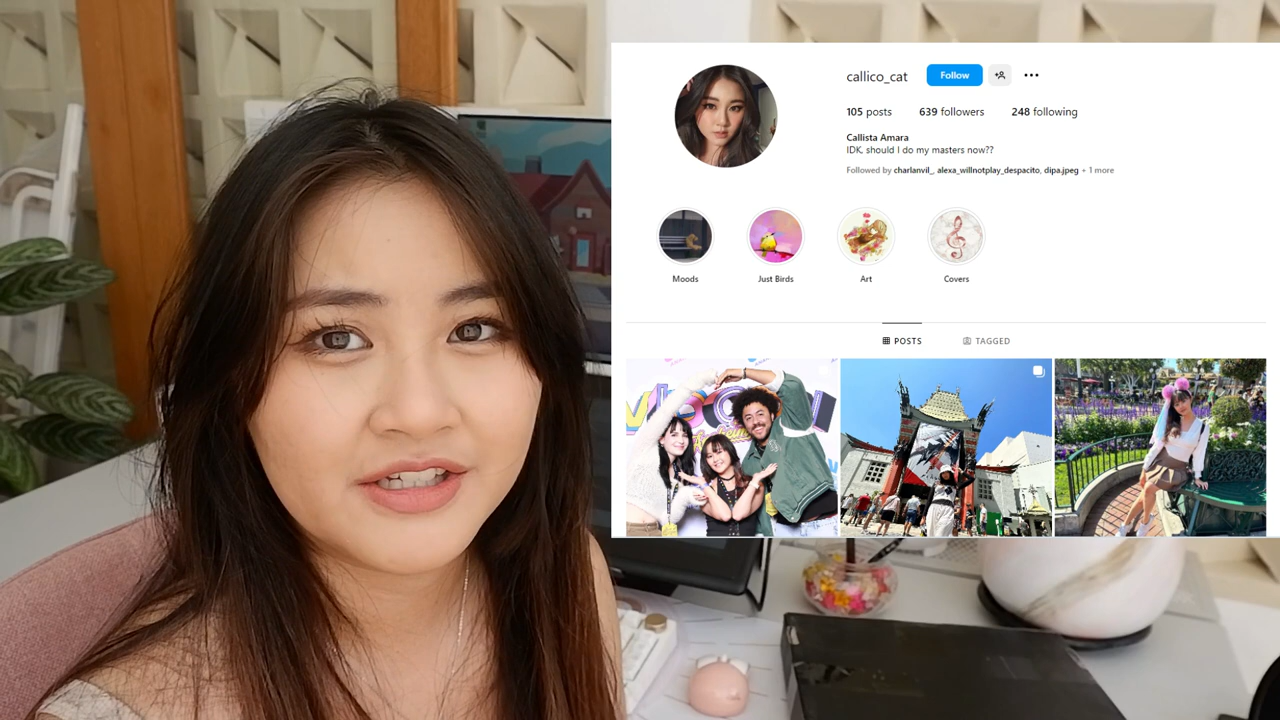 callico_cat Follow
105 posts 639 followers 248 following
Callista Amara
IDK, should I do my masters now??
Followed by charlanvil_, alexa_willnotplay_despacito, dipa.jpeg + 1 more
Moods Just Birds Art Covers
POSTS TAGGED